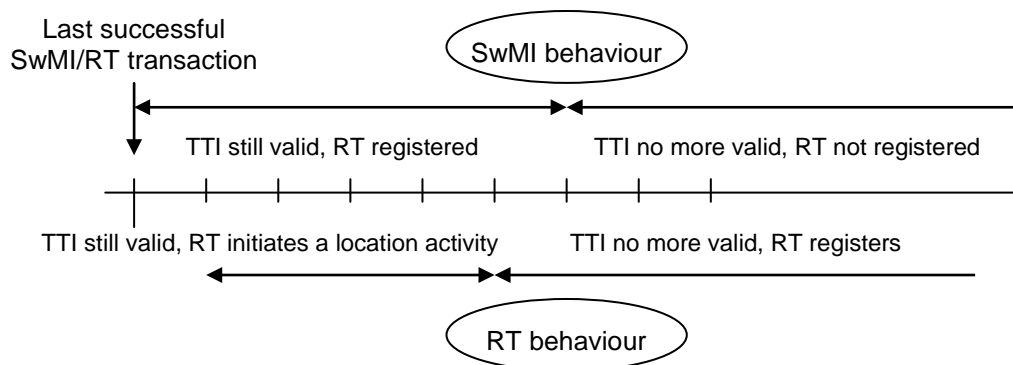 Last successful
SwMI/RT transaction
SwMI behaviour
TTI still valid, RT registered
TTI no more valid, RT not registered
TTI still valid, RT initiates a location activity
TTI no more valid, RT registers
RT behaviour